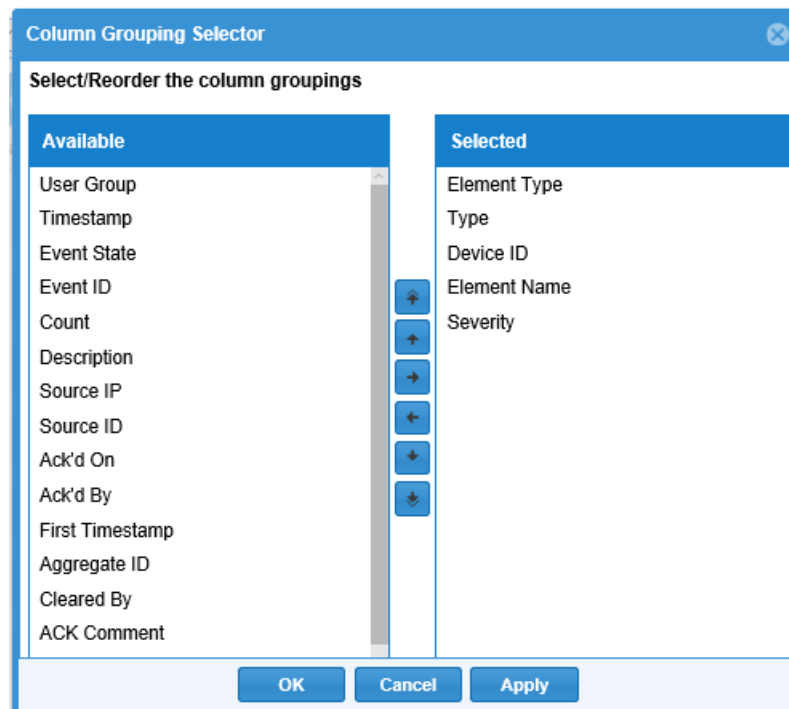 Column Grouping Selector
Select/Reorder the column groupings
Available
User Group
Timestamp
Event State
Event ID
Count
Description
Source IP
Source ID
Ack'd On
Ack'd By
First Timestamp
Aggregate ID
Cleared By
ACK Comment
Selected
Element Type
Type
Device ID
Element Name
Severity
OK
Cancel
Apply